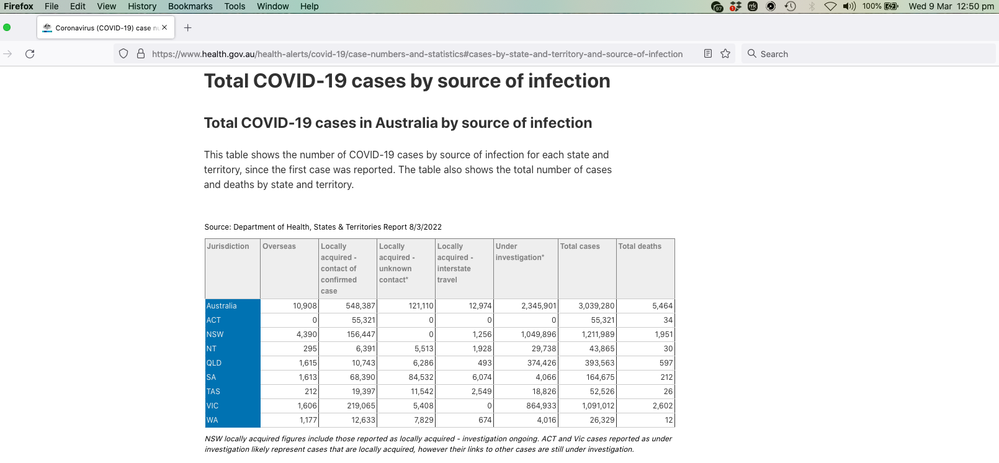 Firefox File Edit View History Bookmarks Tools Window Help 97 1 mk 100% Wed 9 Mar 12:50 pm
Coronavirus (COVID-19) case nu
https://www.health.gov.au/health-alerts/covid-19/case-numbers-and-statistics#cases-by-state-and-territory-and-source-of-infection Search
Total COVID-19 cases by source of infection
Total COVID-19 cases in Australia by source of infection
This table shows the number of COVID-19 cases by source of infection for each state and
territory, since the first case was reported. The table also shows the total number of cases
and deaths by state and territory.
Source: Department of Health, States & Territories Report 8/3/2022
Jurisdiction Overseas Locally Locally Locally Under Total cases Total deaths
acquired - acquired - acquired - investigation*
contact of unknown interstate
confirmed contact* travel
case
Australia 10,908 548,387 121,110 12,974 2,345,901 3,039,280 5,464
ACT 0 55,321 0 0 0 55,321 34
NSW 4,390 156,447 0 1,256 1,049,896 1,211,989 1,951
NT 295 6,391 5,513 1,928 29,738 43,865 30
QLD 1,615 10,743 6,286 493 374,426 393,563 597
SA 1,613 68,390 84,532 6,074 4,066 164,675 212
TAS 212 19,397 11,542 2,549 18,826 52,526 26
VIC 1,606 219,065 5,408 0 864,933 1,091,012 2,602
WA 1,177 12,633 7,829 674 4,016 26,329 12
NSW locally acquired figures include those reported as locally acquired - investigation ongoing. ACT and Vic cases reported as under
investigation likely represent cases that are locally acquired, however their links to other cases are still under investigation.